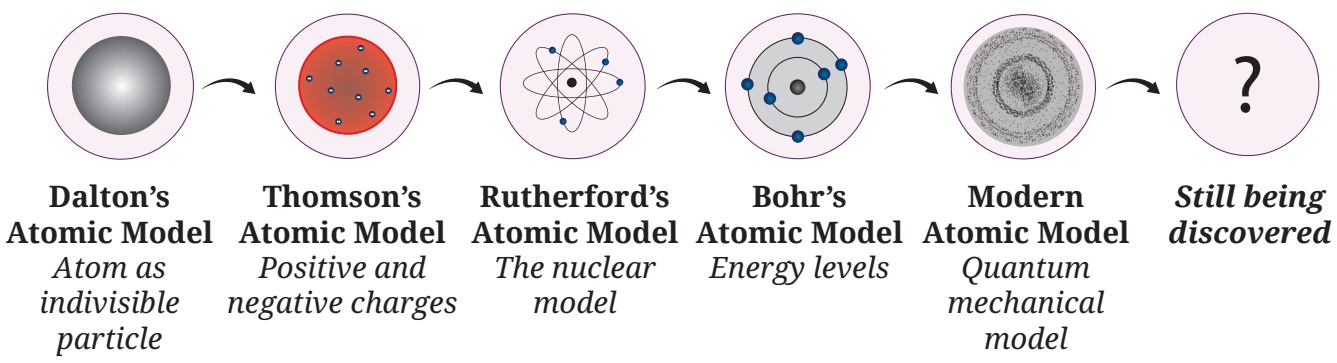 ?
Dalton’s
Atomic Model
Atom as
indivisible
particle
Thomson’s
Atomic Model
Positive and
negative charges
Rutherford’s
Atomic Model
The nuclear
model
Bohr’s
Atomic Model
Energy levels
Modern
Atomic Model
Quantum
mechanical
model
Still being
discovered